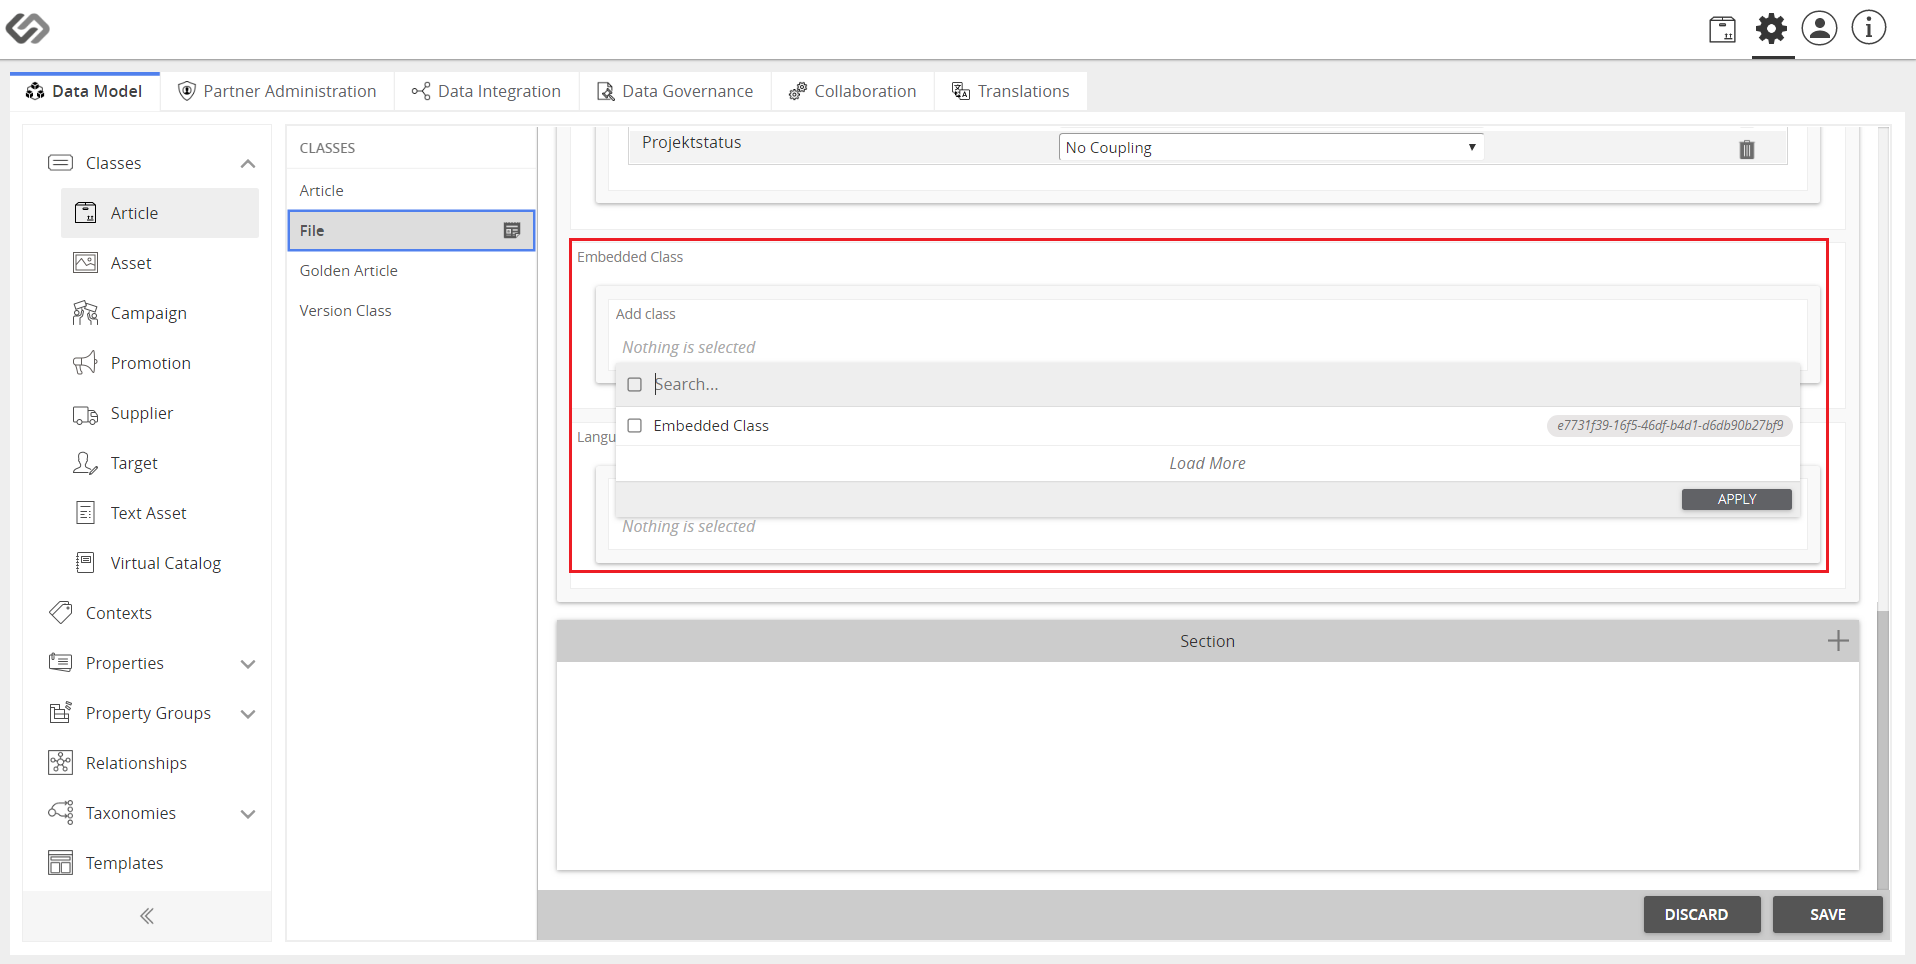 Data Model
Partner Administration
Data Integration
Data Governance
Collaboration
Translations
Classes
Article
Asset
Campaign
Promotion
Supplier
Target
Text Asset
Virtual Catalog
Contexts
Properties
Property Groups
Relationships
Taxonomies
Templates
CLASSES
Article
File
Golden Article
Version Class
Projektstatus
No Coupling
Embedded Class
Add class
Nothing is selected
Search...
Embedded Class
e7731f39-16f5-46df-b4d1-d6db90b27bf9
Langu
Load More
APPLY
Nothing is selected
Section
DISCARD
SAVE